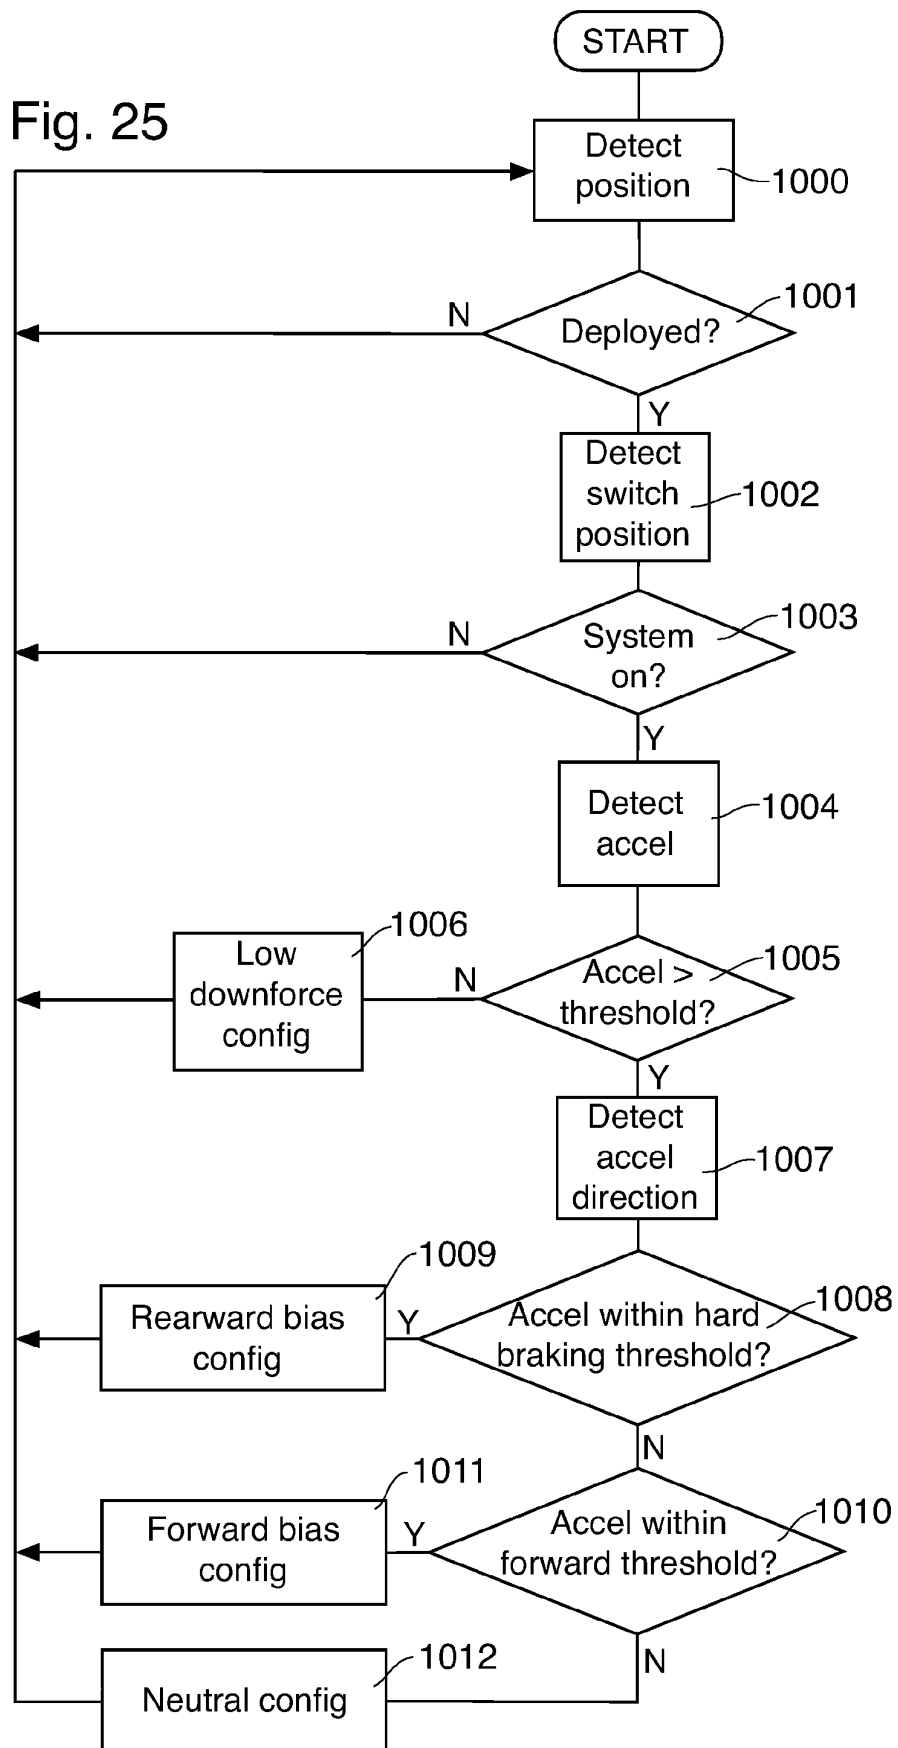 START
Fig. 25
Detect
position
1000
1001
N
Deployed?
Y
Detect
switch
position
1002
1003
N
System
on?
Y
Detect
accel
1004
1006
Low
downforce
config
N
Accel >
threshold?
1005
Y
Detect
accel
direction
1007
1009
Rearward bias
config
Y
Accel within hard
braking threshold?
1008
N
1011
Forward bias
config
Y
Accel within
forward threshold?
1010
N
1012
Neutral config